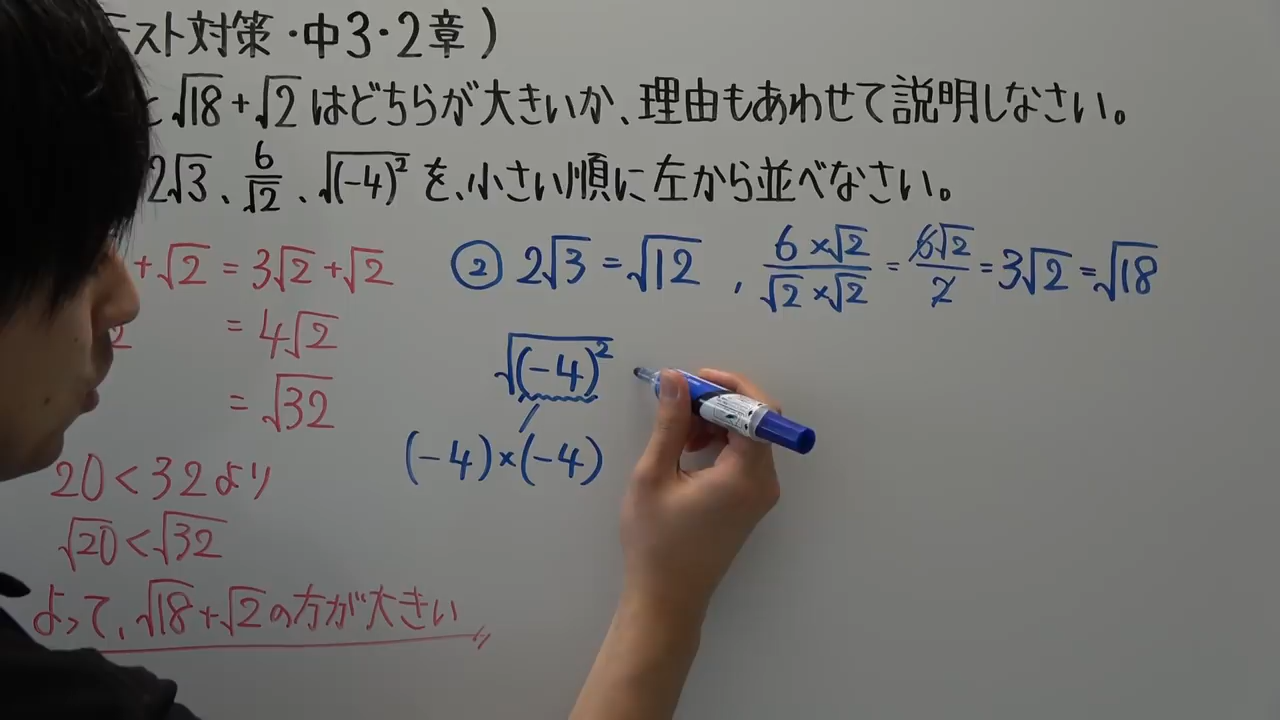 テスト対策・中3・2章）
と√18+√2はどちらが大きいか、理由もあわせて説明しなさい。
2√3、6/√2、√(-4)²を、小さい順に左から並べなさい。
+√2=3√2+√2
=4√2
=√32
20<32より
√20<√32
よって、√18+√2の方が大きい
② 2√3=√12 , 6×√2/√2×√2=6√2/2=3√2=√18
√(-4)²
(-4)×(-4)